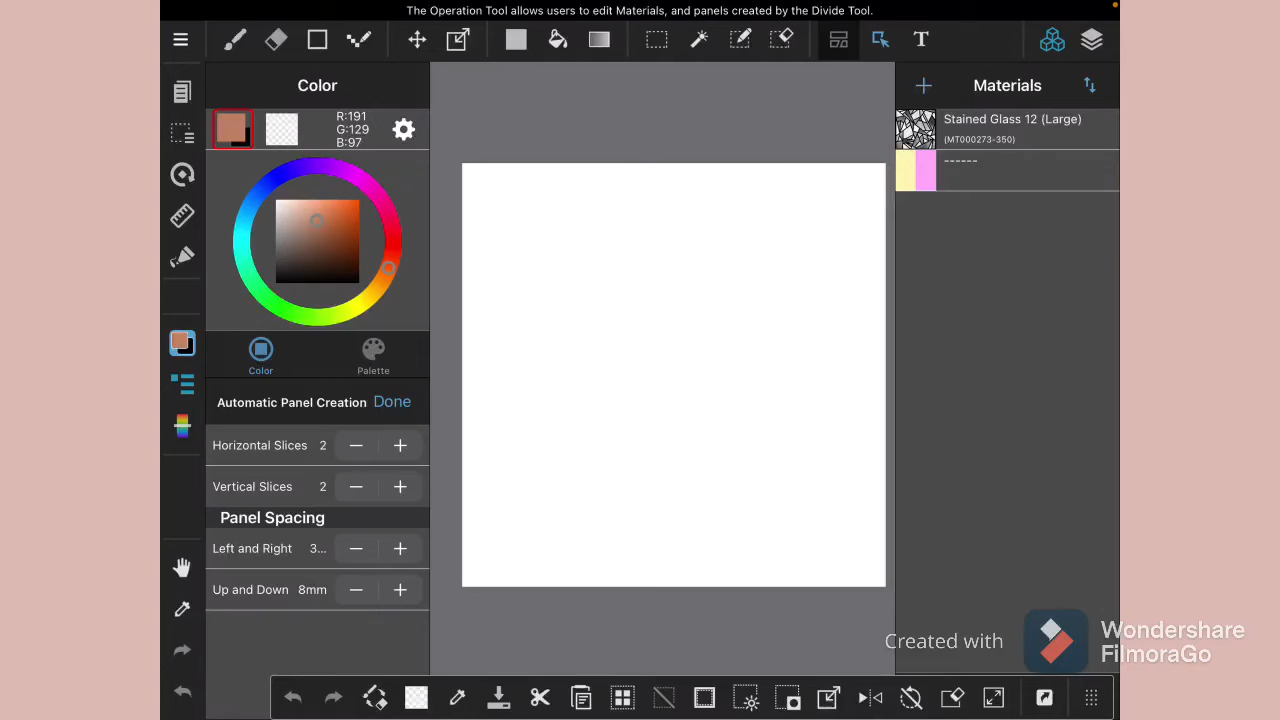 The Operation Tool allows users to edit Materials, and panels created by the Divide Tool.
T
Color
R:191
G:129
B:97
Color
Palette
Automatic Panel Creation Done
Horizontal Slices 2
Vertical Slices 2
Panel Spacing
Left and Right 3...
Up and Down 8mm
Materials
Stained Glass 12 (Large)
(MT000273-350)
------
Created with
Wondershare
FilmoraGo